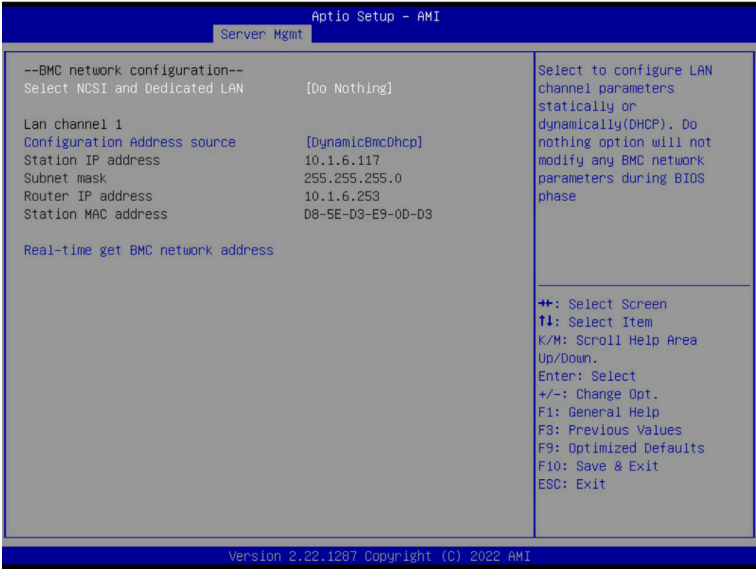 Aptio Setup – AMI
Server Mgmt
--BMC network configuration--
Select NCSI and Dedicated LAN [Do Nothing]
Lan channel 1
Configuration Address source [DynamicBmcDhcp]
Station IP address 10.1.6.117
Subnet mask 255.255.255.0
Router IP address 10.1.6.253
Station MAC address D8-5E-D3-E9-0D-D3
Real-time get BMC network address
Select to configure LAN
channel parameters
statically or
dynamically(DHCP). Do
nothing option will not
modify any BMC network
parameters during BIOS
phase
→←: Select Screen
↑↓: Select Item
K/M: Scroll Help Area
Up/Down.
Enter: Select
+/-: Change Opt.
F1: General Help
F3: Previous Values
F9: Optimized Defaults
F10: Save & Exit
ESC: Exit
Version 2.22.1287 Copyright (C) 2022 AMI